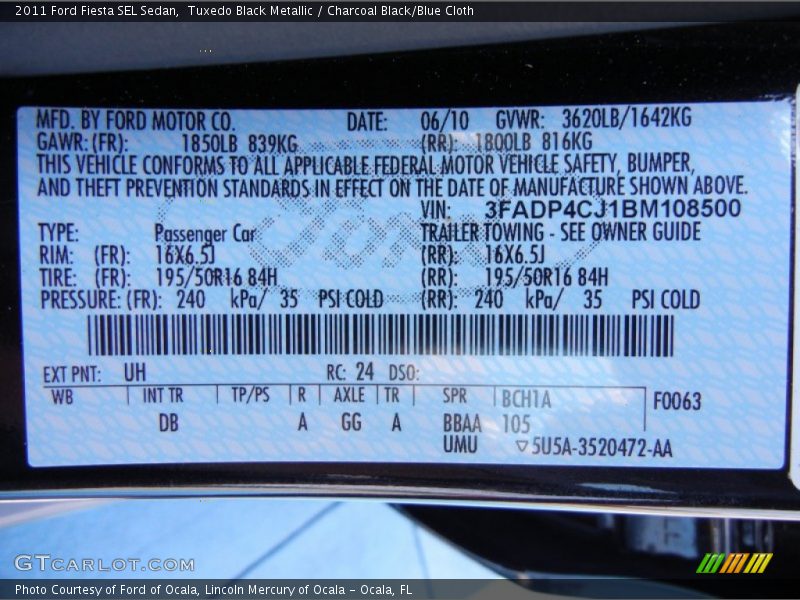 2011 Ford Fiesta SEL Sedan, Tuxedo Black Metallic / Charcoal Black/Blue Cloth
MFD. BY FORD MOTOR CO. DATE: 06/10 GVWR: 3620LB/1642KG
GAWR: (FR): 1850LB 839KG (RR): 1800LB 816KG
THIS VEHICLE CONFORMS TO ALL APPLICABLE FEDERAL MOTOR VEHICLE SAFETY, BUMPER,
AND THEFT PREVENTION STANDARDS IN EFFECT ON THE DATE OF MANUFACTURE SHOWN ABOVE.
VIN: 3FADP4CJ1BM108500
TYPE: Passenger Car TRAILER TOWING - SEE OWNER GUIDE
RIM: (FR): 16X6.5J (RR): 16X6.5J
TIRE: (FR): 195/50R16 84H (RR): 195/50R16 84H
PRESSURE: (FR): 240 kPa/ 35 PSI COLD (RR): 240 kPa/ 35 PSI COLD
EXT PNT: UH RC: 24 DSO:
WB INT TR TP/PS R AXLE TR SPR BCH1A F0063
DB A GG A BBAA 105
UMU ▽5U5A-3520472-AA
Ford
GTCARLOT.COM
Photo Courtesy of Ford of Ocala, Lincoln Mercury of Ocala - Ocala, FL